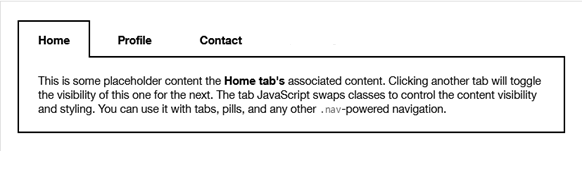 Home Profile Contact
This is some placeholder content the Home tab's associated content. Clicking another tab will toggle
the visibility of this one for the next. The tab JavaScript swaps classes to control the content visibility
and styling. You can use it with tabs, pills, and any other .nav-powered navigation.